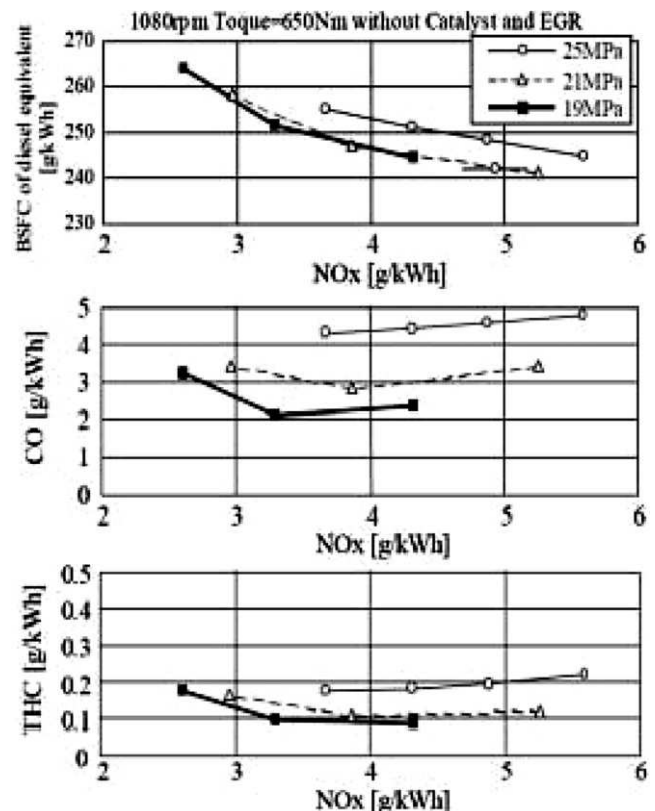 1080rpm Toque=650Nm without Catalyst and EGR
25MPa
21MPa
19MPa
BSFC of diesel equivalent
[g/kWh]
270
260
250
240
230
2 3 4 5 6
NOx [g/kWh]
CO [g/kWh]
5
4
3
2
1
0
2 3 4 5 6
NOx [g/kWh]
THC [g/kWh]
0.5
0.4
0.3
0.2
0.1
0
2 3 4 5 6
NOx [g/kWh]